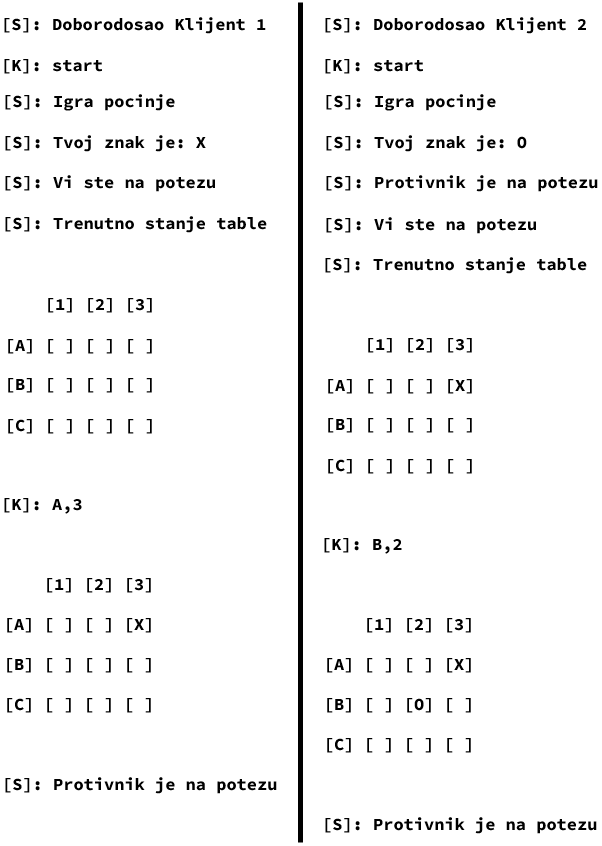 [S]: Doborodosao Klijent 1
[K]: start
[S]: Igra pocinje
[S]: Tvoj znak je: X
[S]: Vi ste na potezu
[S]: Trenutno stanje table
[1] [2] [3]
[A] [ ] [ ] [ ]
[B] [ ] [ ] [ ]
[C] [ ] [ ] [ ]
[K]: A,3
[1] [2] [3]
[A] [ ] [ ] [X]
[B] [ ] [ ] [ ]
[C] [ ] [ ] [ ]
[S]: Protivnik je na potezu
[S]: Doborodosao Klijent 2
[K]: start
[S]: Igra pocinje
[S]: Tvoj znak je: O
[S]: Protivnik je na potezu
[S]: Vi ste na potezu
[S]: Trenutno stanje table
[1] [2] [3]
[A] [ ] [ ] [X]
[B] [ ] [ ] [ ]
[C] [ ] [ ] [ ]
[K]: B,2
[1] [2] [3]
[A] [ ] [ ] [X]
[B] [ ] [O] [ ]
[C] [ ] [ ] [ ]
[S]: Protivnik je na potezu